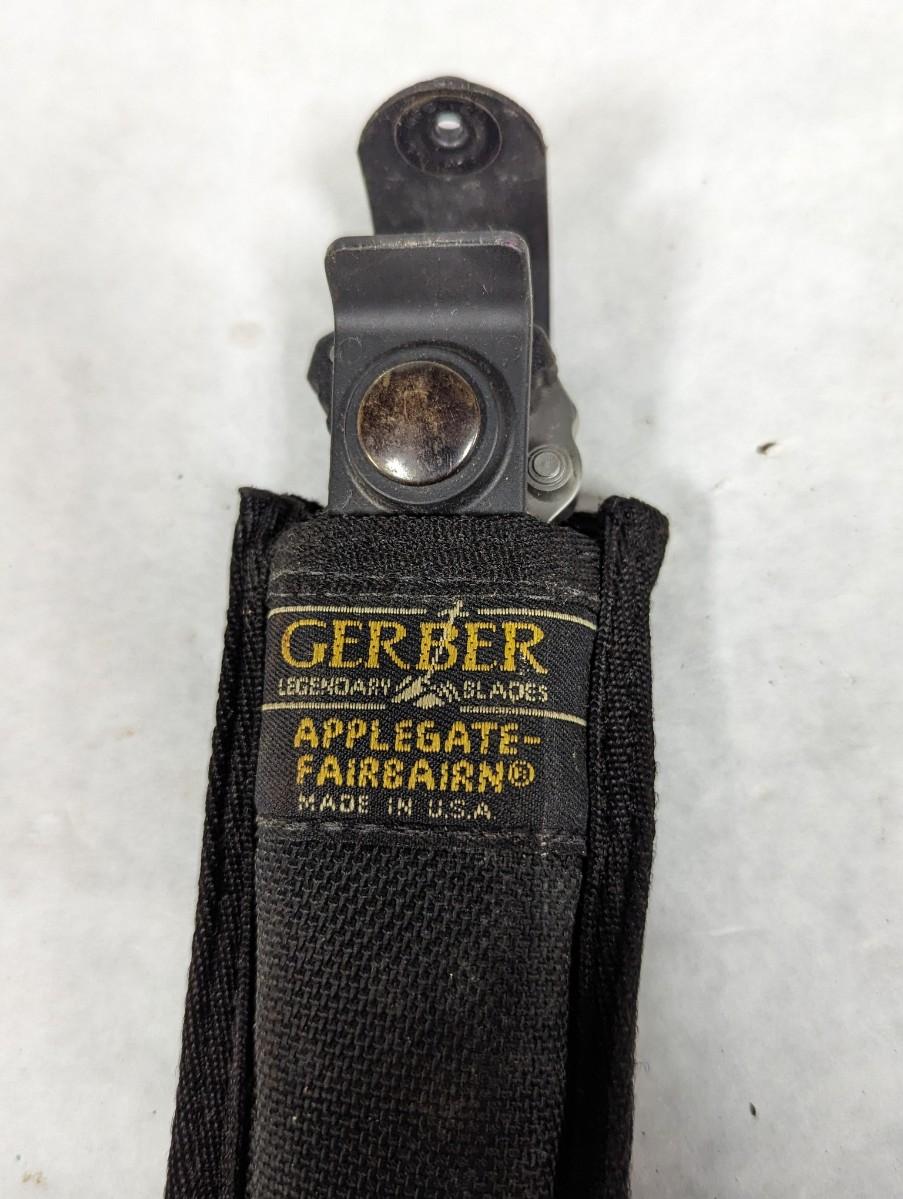 GERBER
LEGENDARY BLADES
APPLEGATE-
FAIRBAIRN®
MADE IN U.S.A